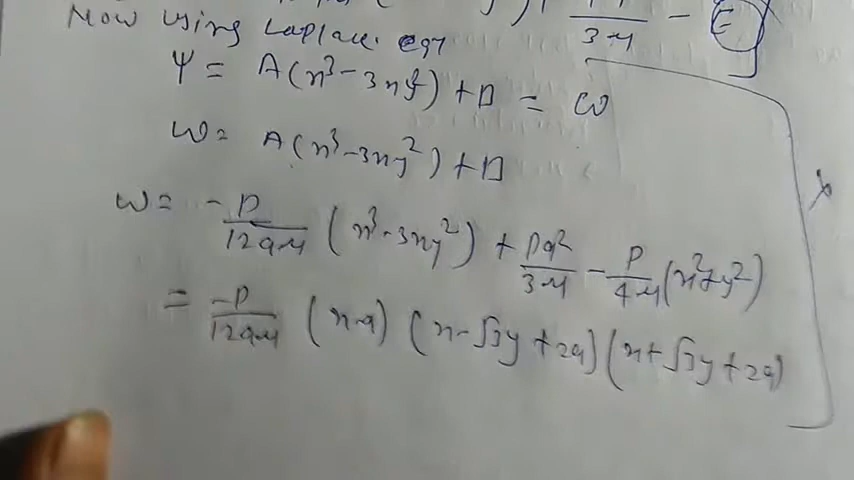 Now using Laplace eqn
3μ - E
ψ = A(x³ - 3xy²) + B = ω
ω = A(x³ - 3xy²) + B
ω = -P/12aμ (x³ - 3xy²) + Pa²/3μ - P/4μ (x² + y²)
= -P/12aμ (x - a) (x - √3y + 2a) (x + √3y + 2a)